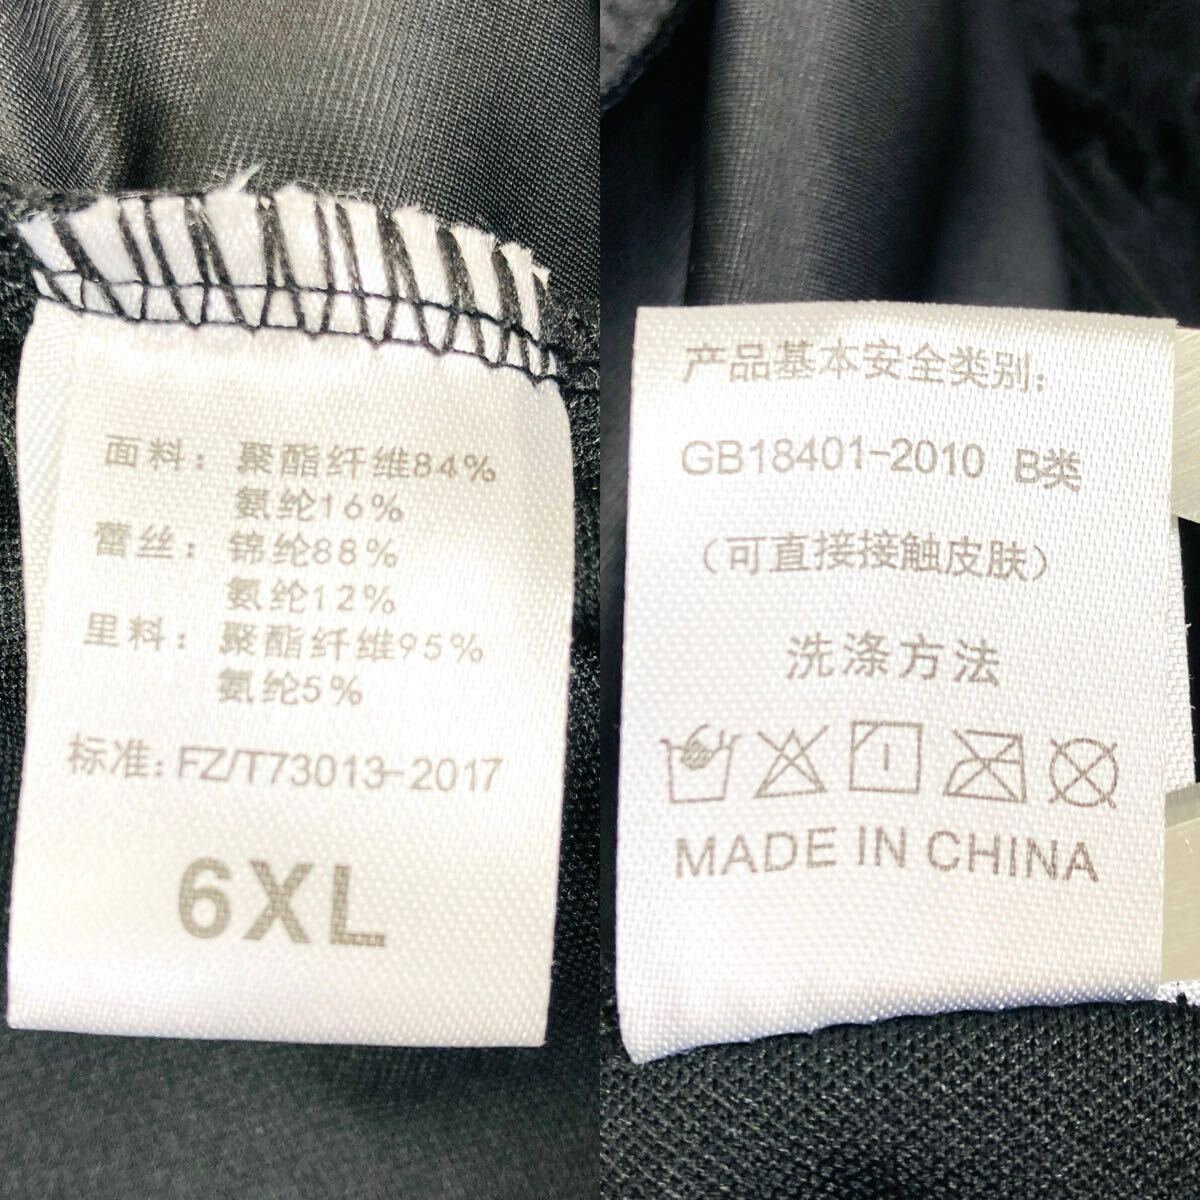 面料：聚酯纤维84%
氨纶16%
蕾丝：锦纶88%
氨纶12%
里料：聚酯纤维95%
氨纶5%
标准：FZ/T73013-2017
6XL
产品基本安全类别：
GB18401-2010 B类
（可直接接触皮肤）
洗涤方法
MADE IN CHINA